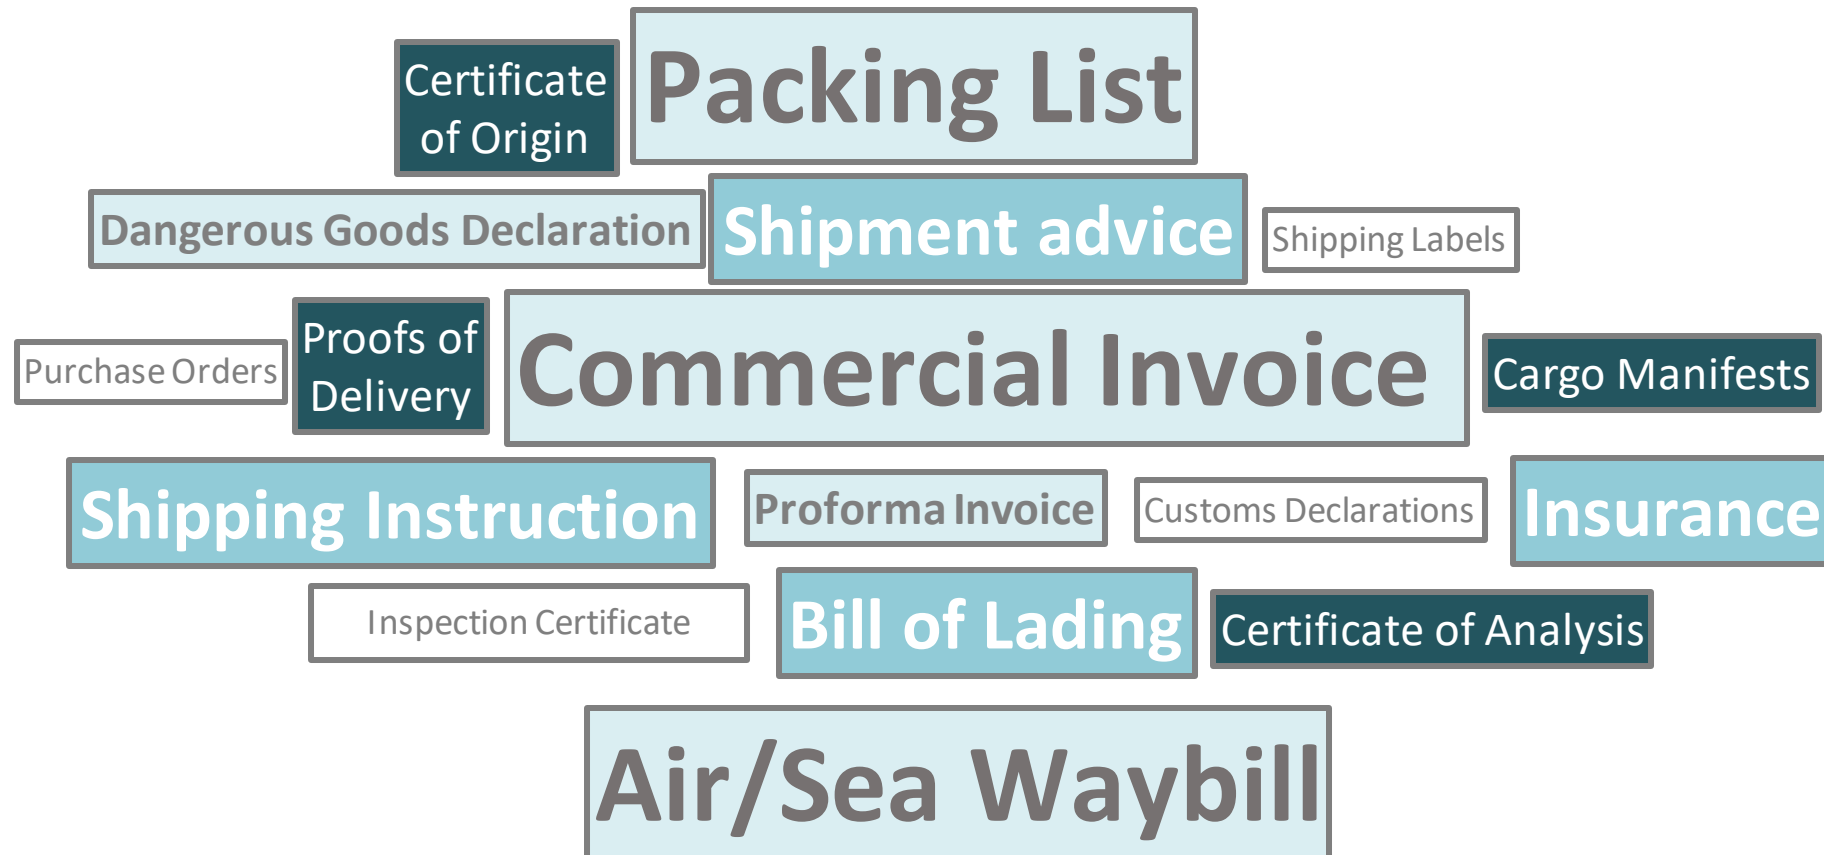 Packing List
Certificate
of Origin
Dangerous Goods Declaration
Shipment advice
Shipping Labels
Purchase Orders
Proofs of
Delivery
Commercial Invoice
Cargo Manifests
Shipping Instruction
Proforma Invoice
Customs Declarations
Insurance
Inspection Certificate
Bill of Lading
Certificate of Analysis
Air/Sea Waybill